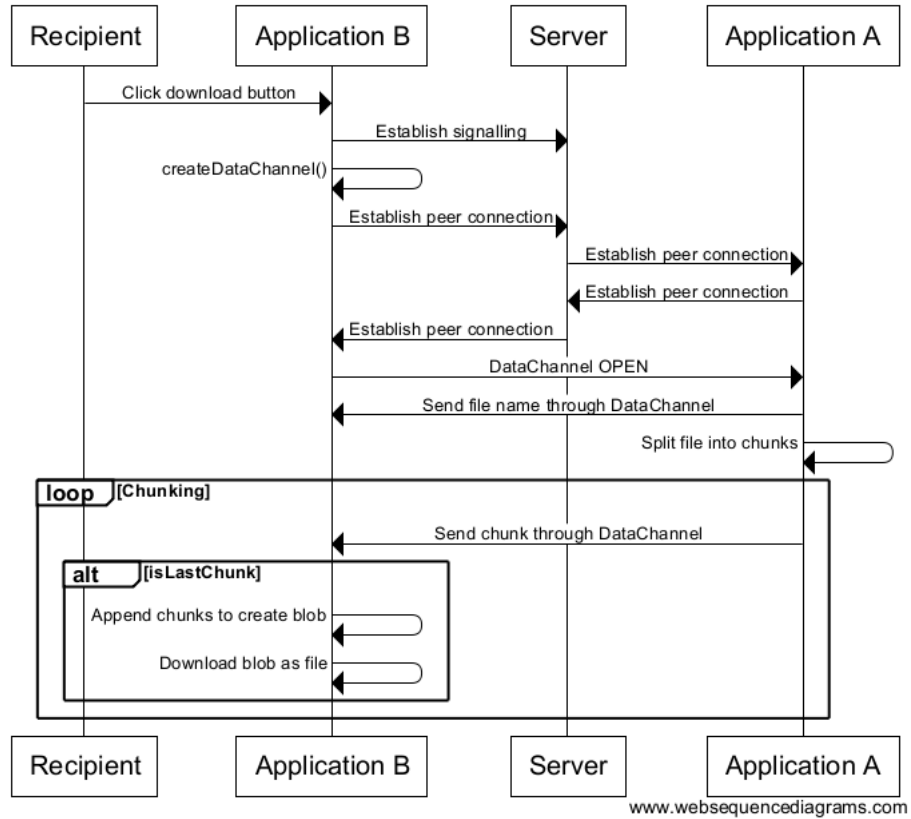 Recipient Application B Server Application A
Click download button
Establish signalling
createDataChannel()
Establish peer connection
Establish peer connection
Establish peer connection
Establish peer connection
DataChannel OPEN
Send file name through DataChannel
Split file into chunks
loop [Chunking]
Send chunk through DataChannel
alt [isLastChunk]
Append chunks to create blob
Download blob as file
Recipient Application B Server Application A
www.websequencediagrams.com